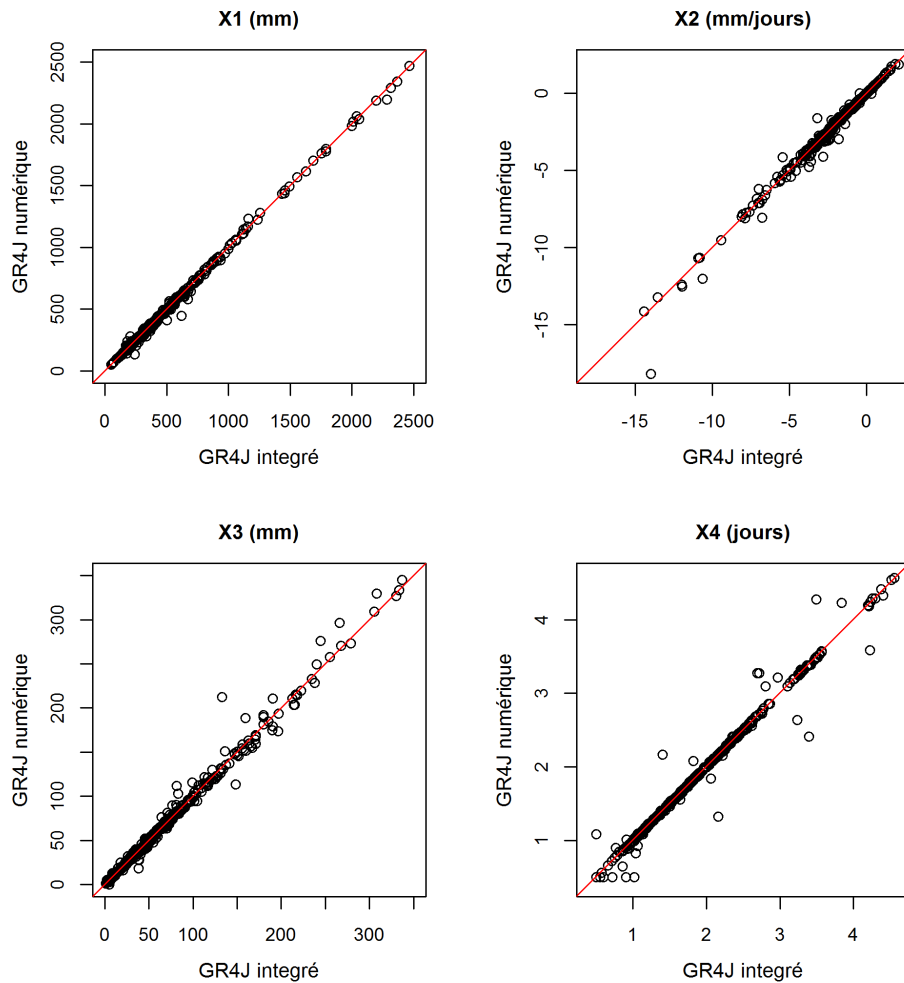 X1 (mm)
2500
2000
1500
1000
500
0
GR4J numérique
0 500 1000 1500 2000 2500
GR4J integré
X2 (mm/jours)
0
-5
-10
-15
GR4J numérique
-15 -10 -5 0
GR4J integré
X3 (mm)
300
200
100
50
0
GR4J numérique
0 50 100 200 300
GR4J integré
X4 (jours)
4
3
2
1
GR4J numérique
1 2 3 4
GR4J integré